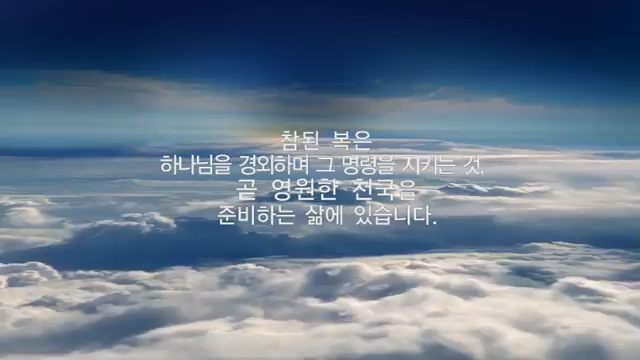 참된 복은
하나님을 경외하며 그 명령을 지키는 것,
곧 영원한 천국을
준비하는 삶에 있습니다.